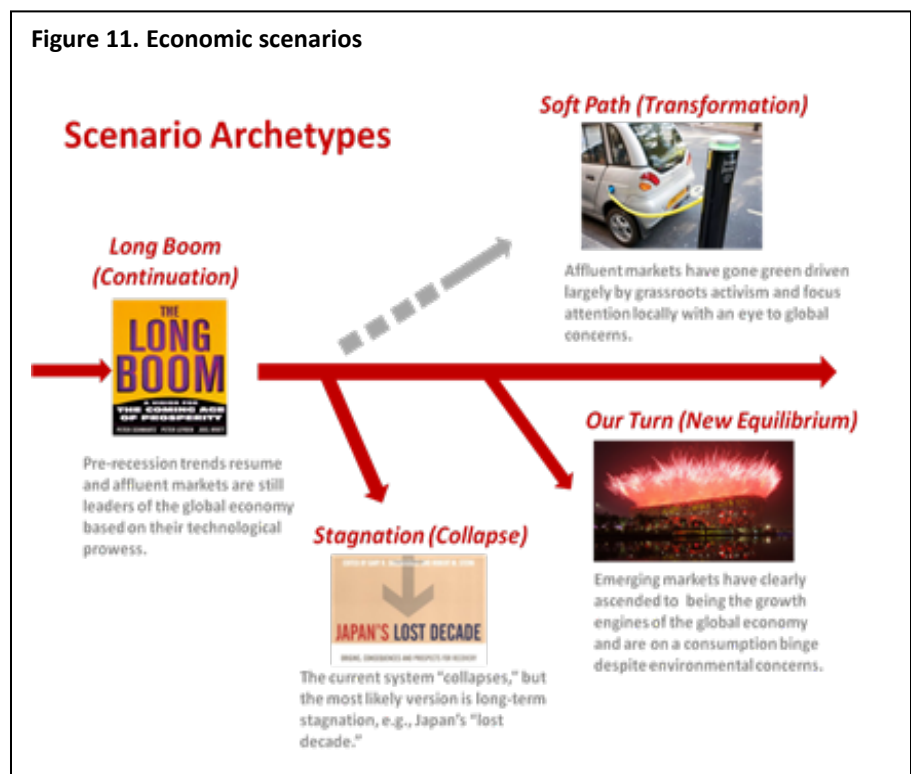 Figure 11. Economic scenarios
Scenario Archetypes
Soft Path (Transformation)
Affluent markets have gone green driven
largely by grassroots activism and focus
attention locally with an eye to global
concerns.
Long Boom
(Continuation)
THE
LONG
BOOM
THE COMING AGE
OF PROSPERITY
Pre-recession trends resume
and affluent markets are still
leaders of the global economy
based on their technological
prowess.
Our Turn (New Equilibrium)
Emerging markets have clearly
ascended to being the growth
engines of the global economy
and are on a consumption binge
despite environmental concerns.
Stagnation (Collapse)
JAPAN'S LOST DECADE
The current system “collapses,” but
the most likely version is long-term
stagnation, e.g., Japan's “lost
decade.”